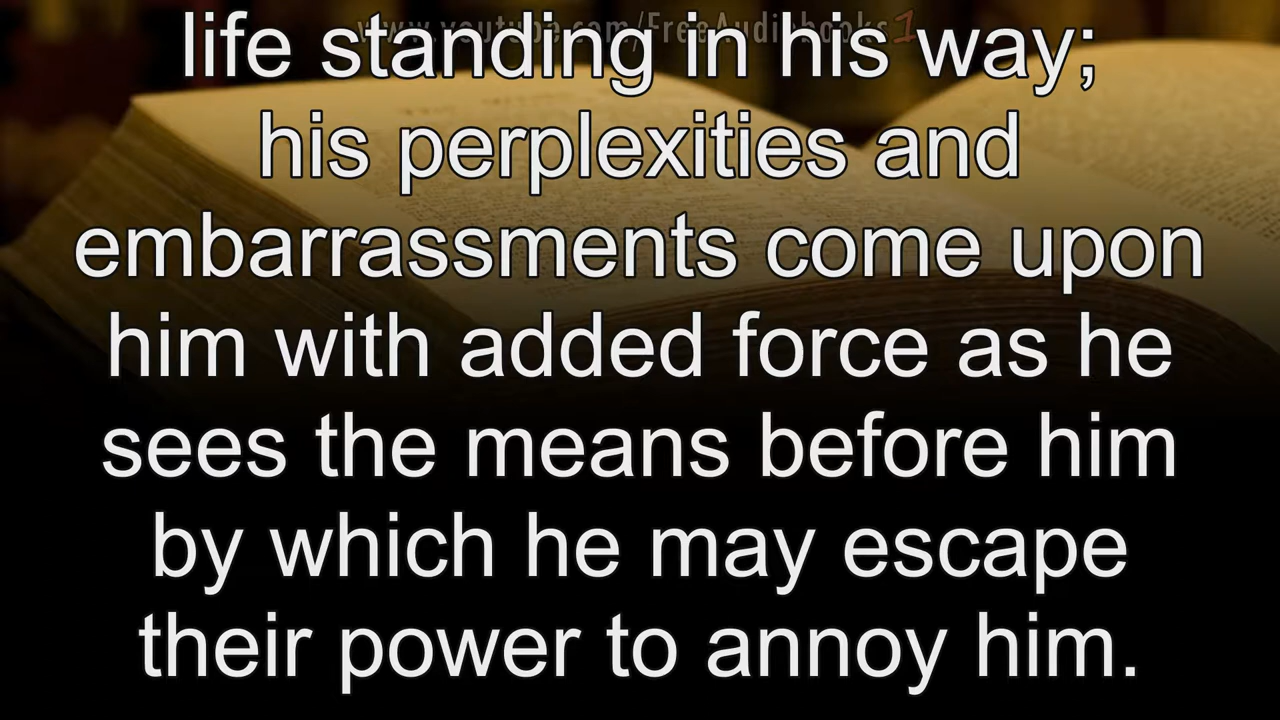 www.youtube.com/FreeAudiobooks1
life standing in his way;
his perplexities and
embarrassments come upon
him with added force as he
sees the means before him
by which he may escape
their power to annoy him.